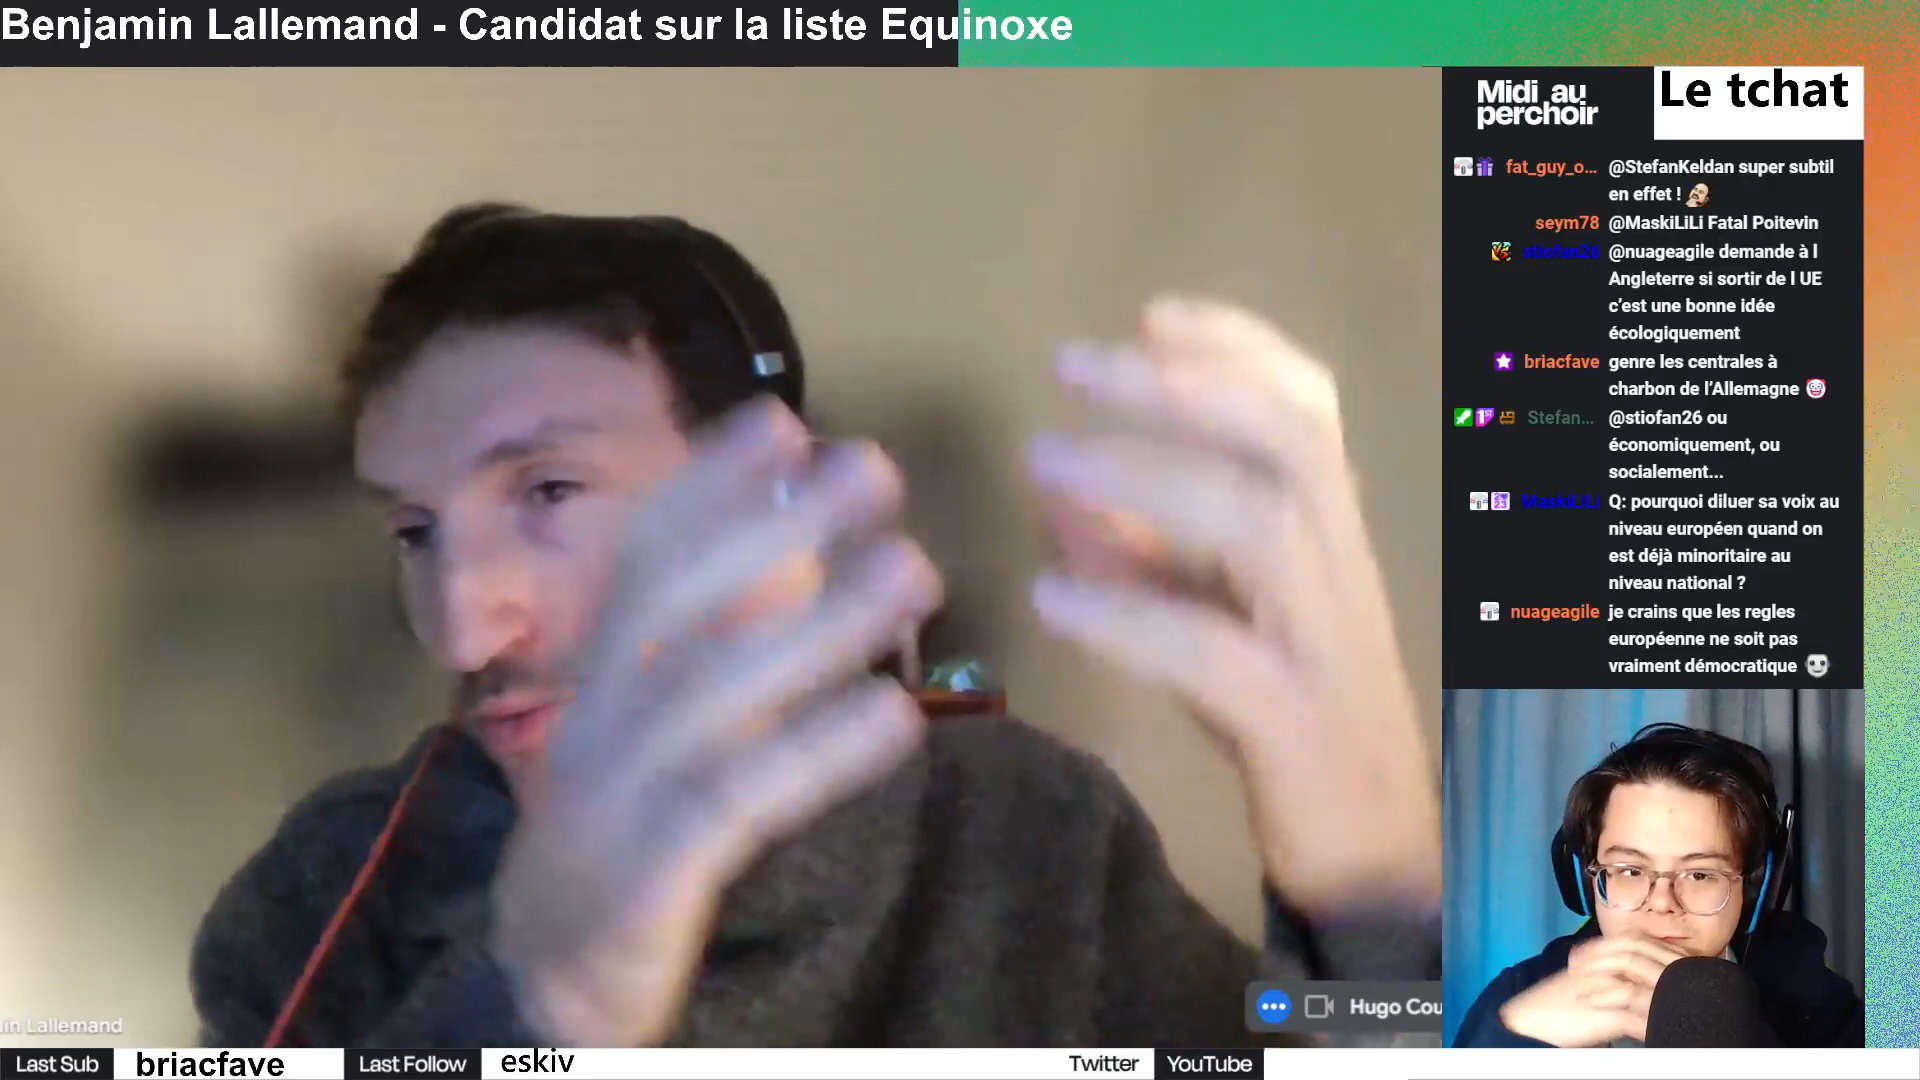 Benjamin Lallemand - Candidat sur la liste Equinoxe
Midi au
perchoir
Le tchat
fat_guy_o... @StefanKeldan super subtil
en effet !
seym78 @MaskiLiLi Fatal Poitevin
stiofan26 @nuageagile demande à l
Angleterre si sortir de l UE
c'est une bonne idée
écologiquement
briacfave genre les centrales à
charbon de l'Allemagne
Stefan... @stiofan26 ou
économiquement, ou
socialement...
MaskiLiLi Q: pourquoi diluer sa voix au
niveau européen quand on
est déjà minoritaire au
niveau national ?
nuageagile je crains que les regles
européenne ne soit pas
vraiment démocratique
in Lallemand
Hugo Cou
Last Sub briacfave Last Follow eskiv Twitter YouTube